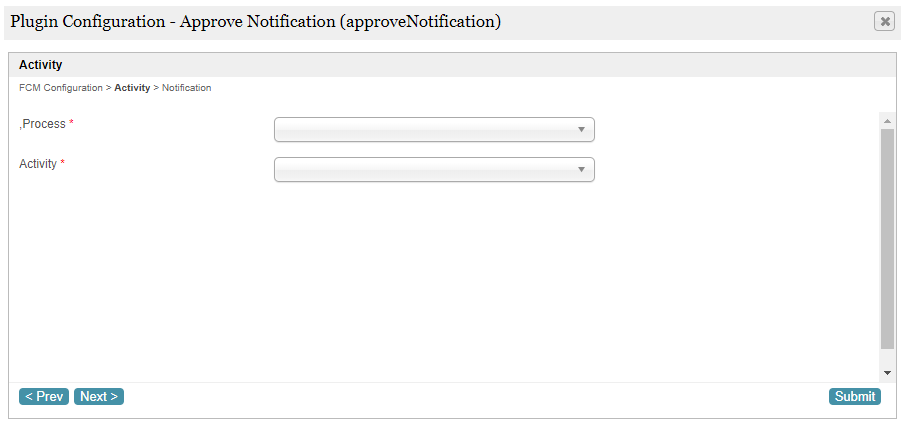 Plugin Configuration - Approve Notification (approveNotification)
Activity
FCM Configuration > Activity > Notification
,Process *
Activity *
< Prev Next > Submit